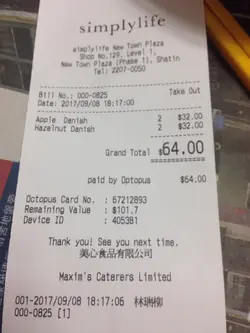 simplylife
simplylife New Town Plaza
Shop No.129, Level 1,
New Town Plaza (Phase 1), Shatin
Tel: 2207-0050
Take Out
Bill No.: 000-0825
Date: 2017/09/08 18:17:00
Apple Danish 2 $32.00
Hazelnut Danish 2 $32.00
Grand Total $64.00
paid by Optopus $64.00
Octopus Card No. : 67212893
Remaining Value : $101.7
Device ID : 405381
Thank you! See you next time.
美心食品有限公司
Maxim's Caterers Limited
001-2017/09/08 18:17:06 林珊柳
000-0825 [1]